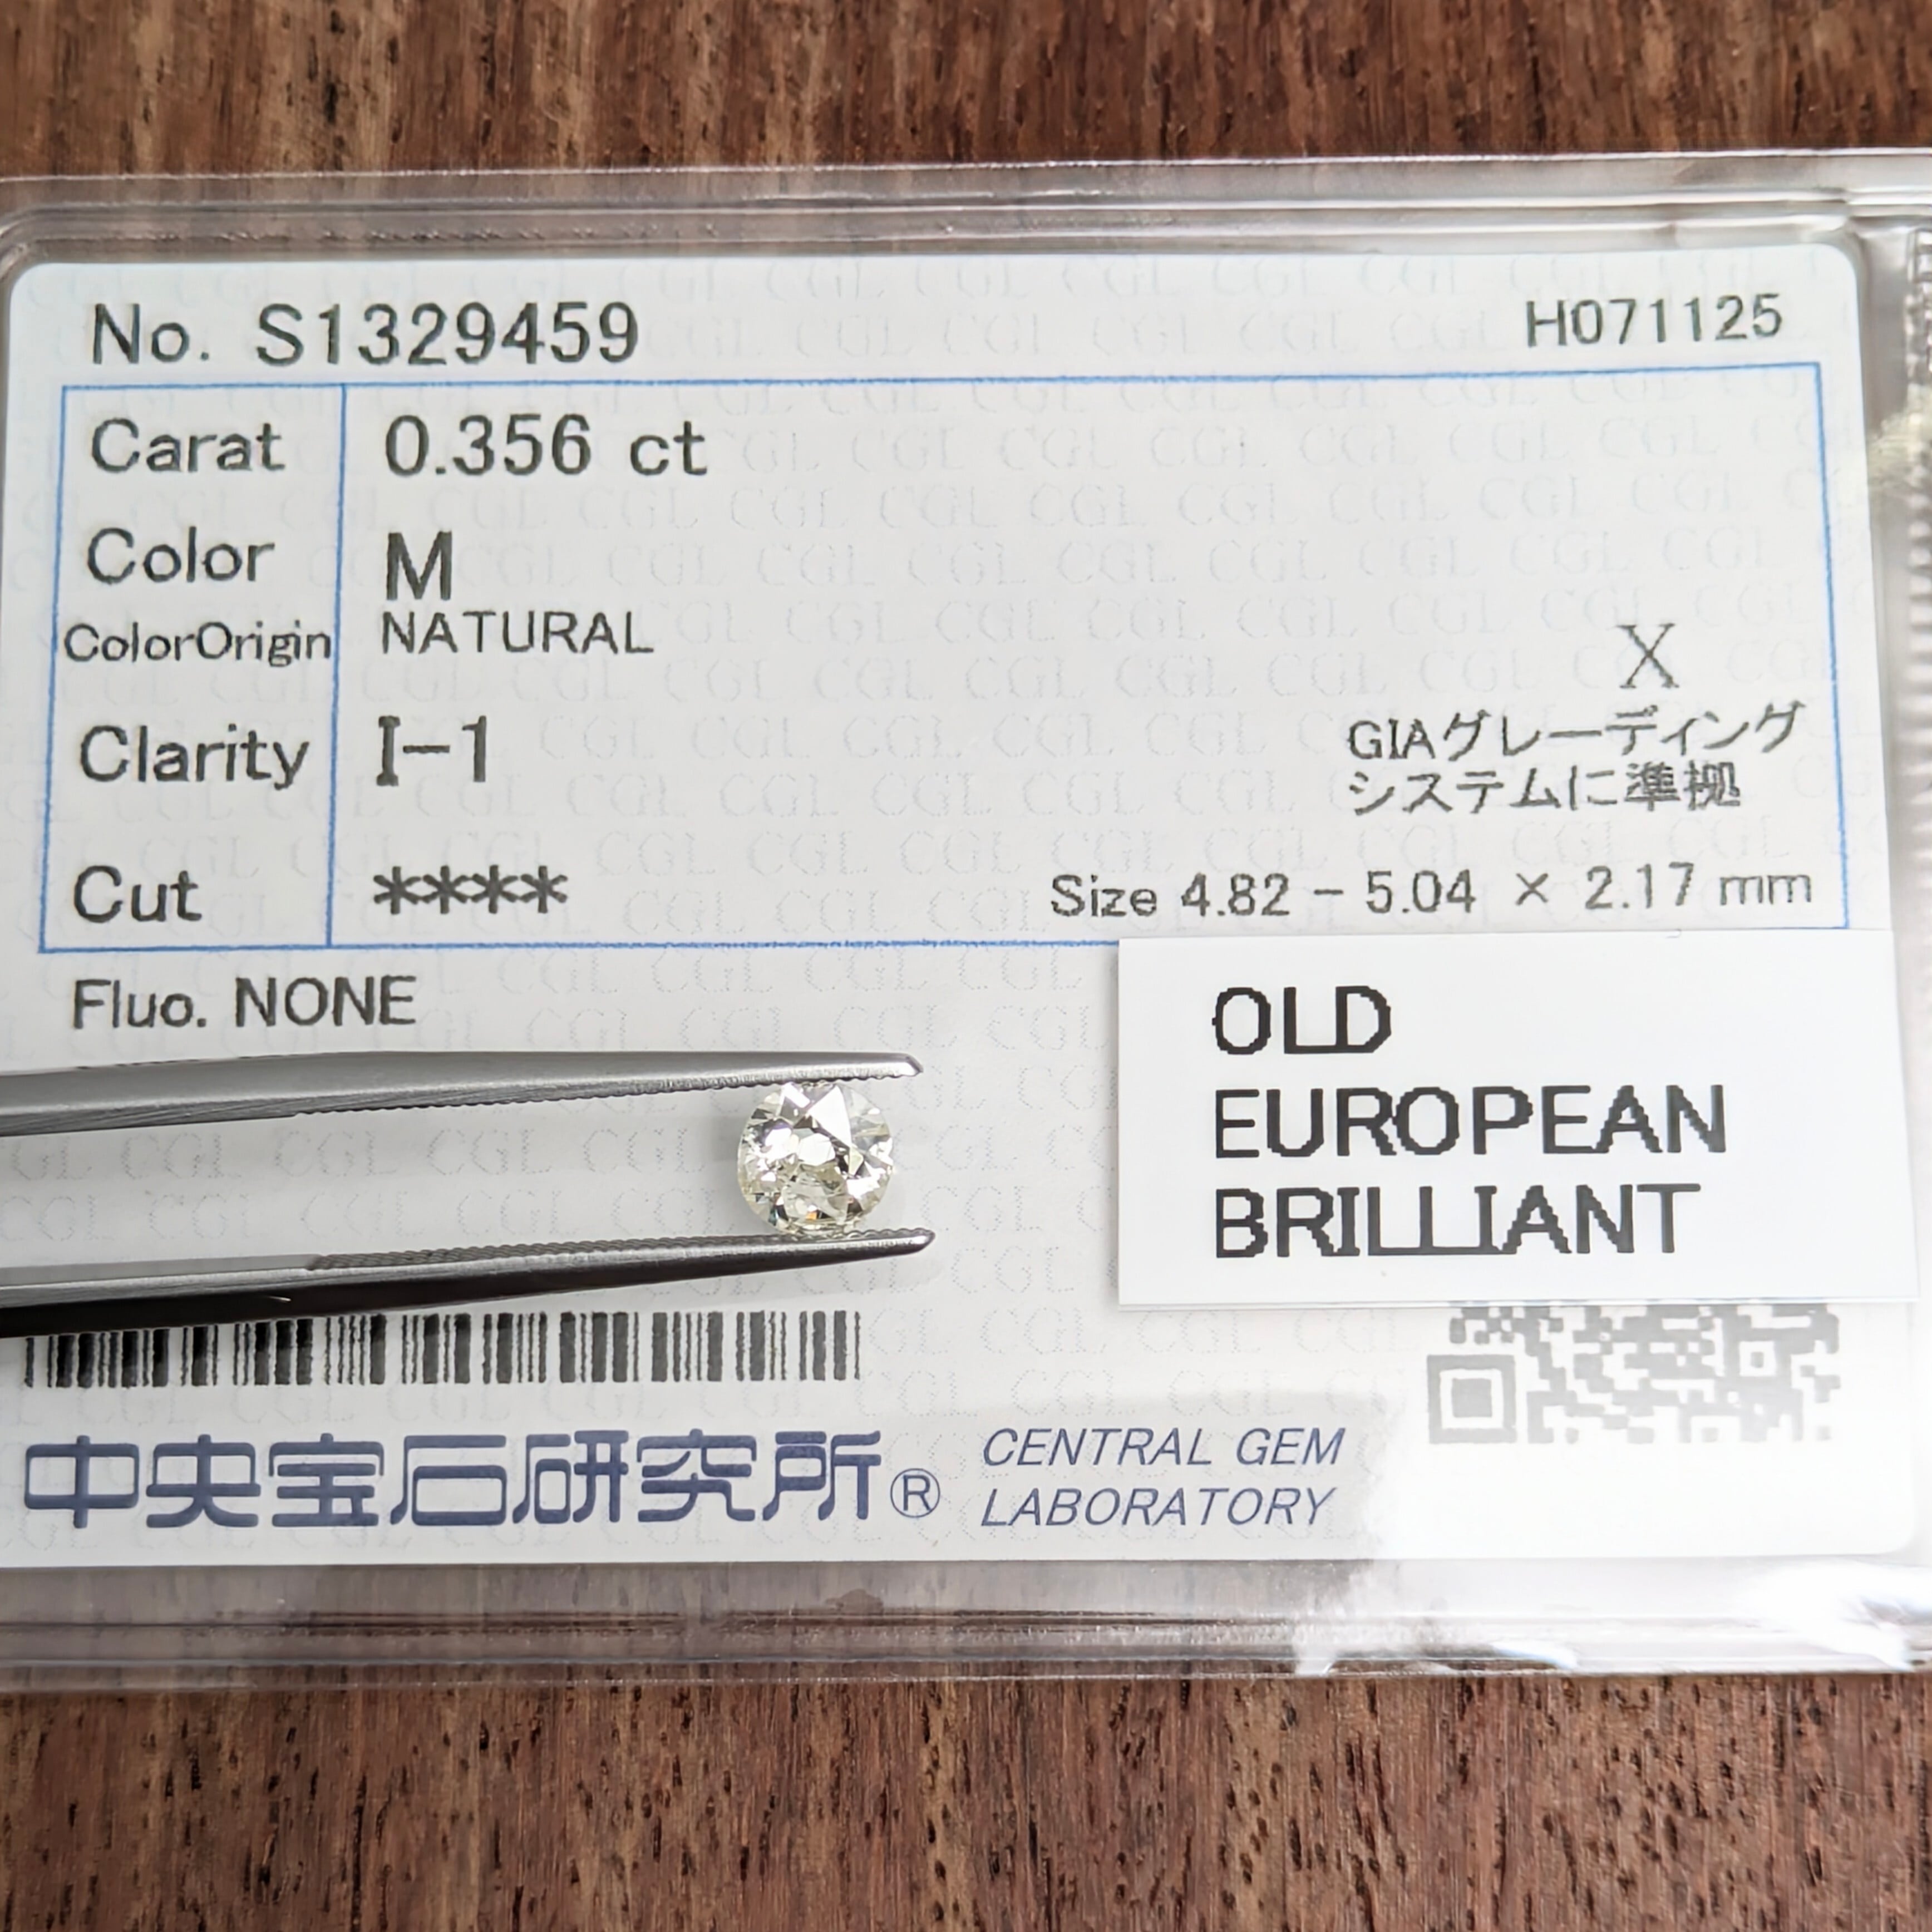 No. S1329459
H071125
Carat 0.356 ct
Color M
ColorOrigin NATURAL
X
Clarity I-1
GIAグレーディング
システムに準拠
Cut ****
Size 4.82 - 5.04 × 2.17 mm
Fluo. NONE
OLD
EUROPEAN
BRILLIANT
中央宝石研究所®
CENTRAL GEM
LABORATORY